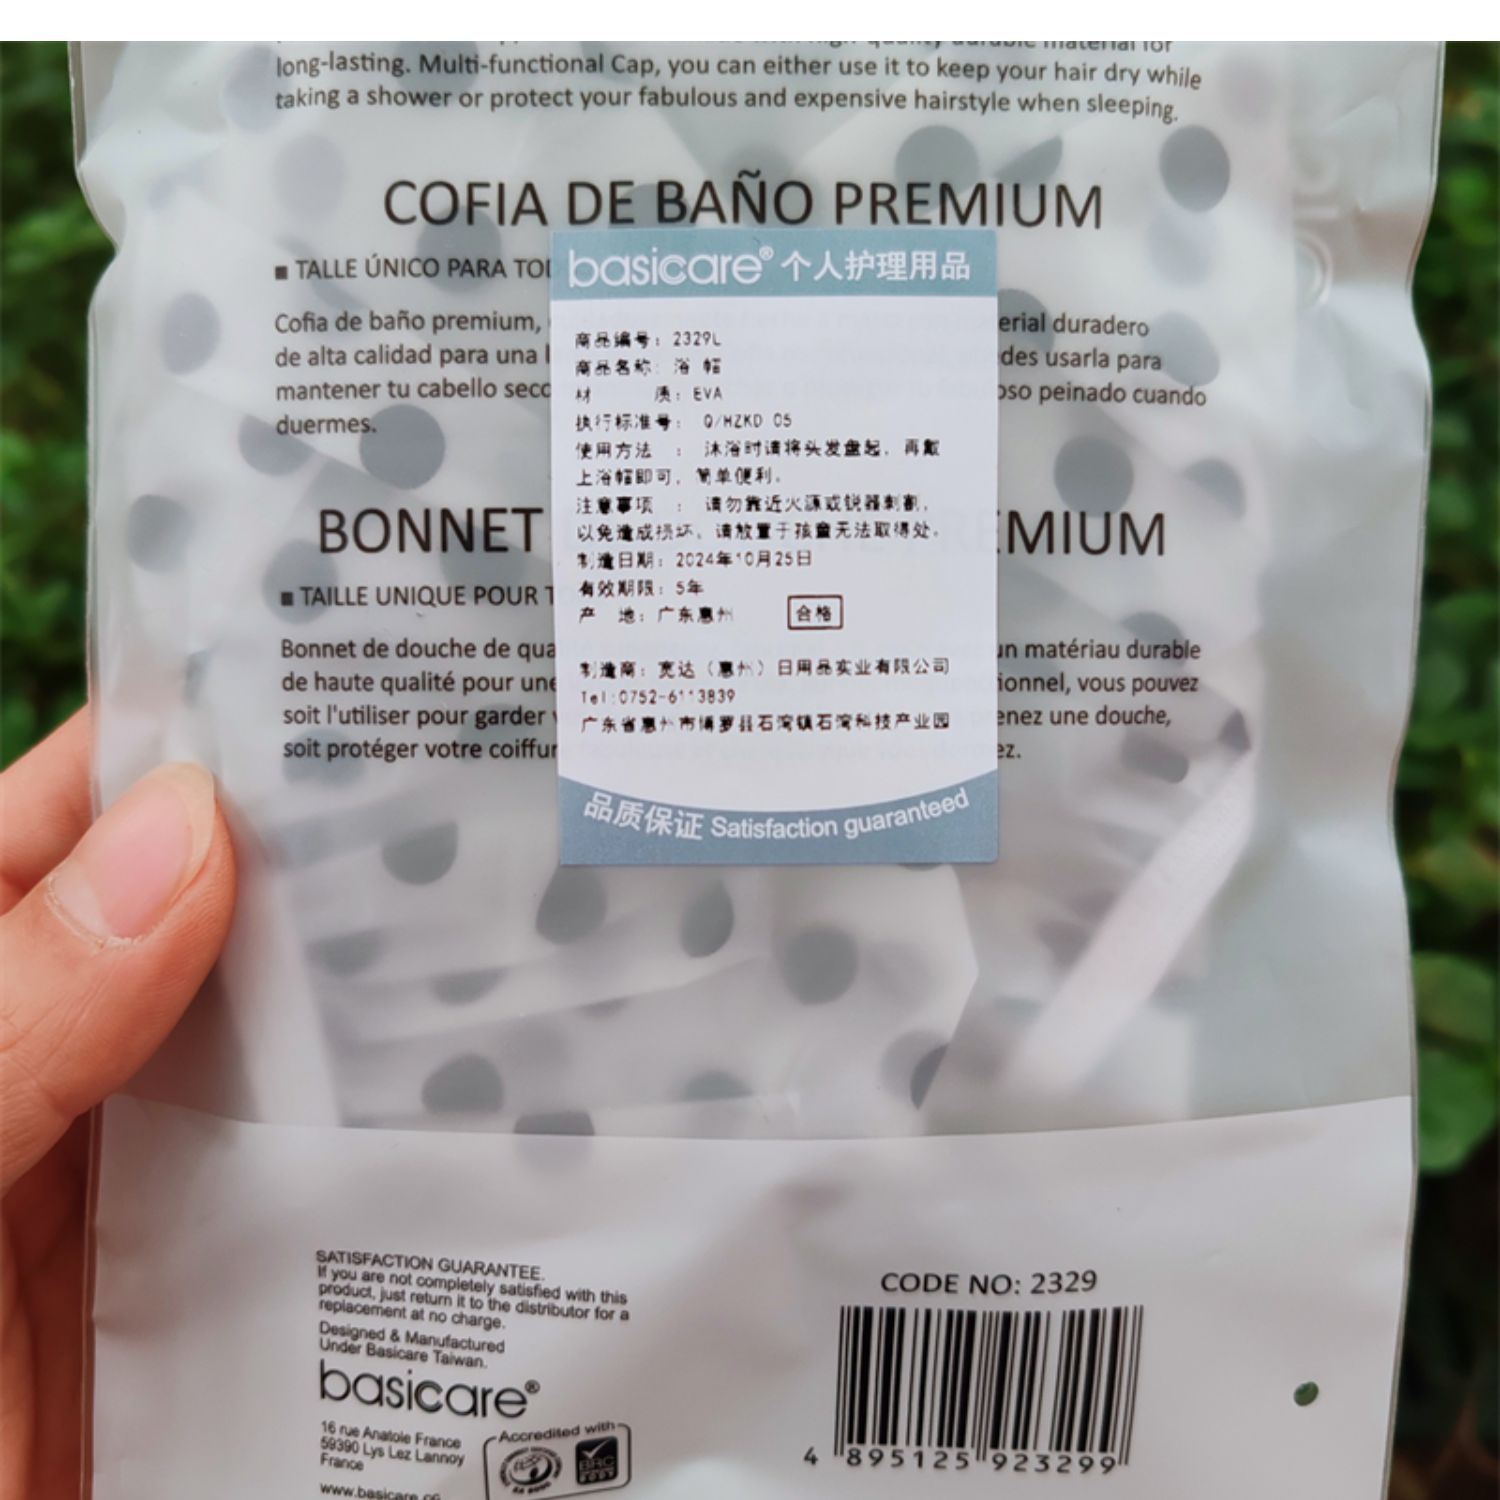 long-lasting. Multi-functional Cap, you can either use it to keep your hair dry while
taking a shower or protect your fabulous and expensive hairstyle when sleeping.
COFIA DE BAÑO PREMIUM
■ TALLE ÚNICO PARA
Cofia de baño premium,
erial duradero
de alta calidad para una
des usarla para
mantener tu cabello
oso peinado cuando
duermes.
BONNET
EMIUM
■ TAILLE UNIQUE POUR
Bonnet de douche de
un matériau durable
de haute qualité pour une
ionnel, vous pouvez
soit l'utiliser pour garder
enez une douche,
soit protéger votre
ez.
basicare® 个人护理用品
商品编号: 2329L
商品名称: 浴 帽
材 质: EVA
执行标准号: Q/HZKD 05
使用方法 : 沐浴时请将头发盘起, 再戴
上浴帽即可, 简单便利。
注意事项 : 请勿靠近火源或锐器刺割,
以免造成损坏。请放置于孩童无法取得处。
制造日期: 2024年10月25日
有效期限: 5年
产 地: 广东惠州 合格
制造商: 宽达 (惠州) 日用品实业有限公司
Tel:0752-6113839
广东省惠州市博罗县石湾镇石湾科技产业园
品质保证 Satisfaction guaranteed
SATISFACTION GUARANTEE.
If you are not completely satisfied with this
product, just return it to the distributor for a
replacement at no charge.
Designed & Manufactured
Under Basicare Taiwan.
basicare®
16 rue Anatole France
59390 Lys Lez Lannoy
France
www.basicare.
Accredited with
BRC
CODE NO: 2329
4 895125 923299